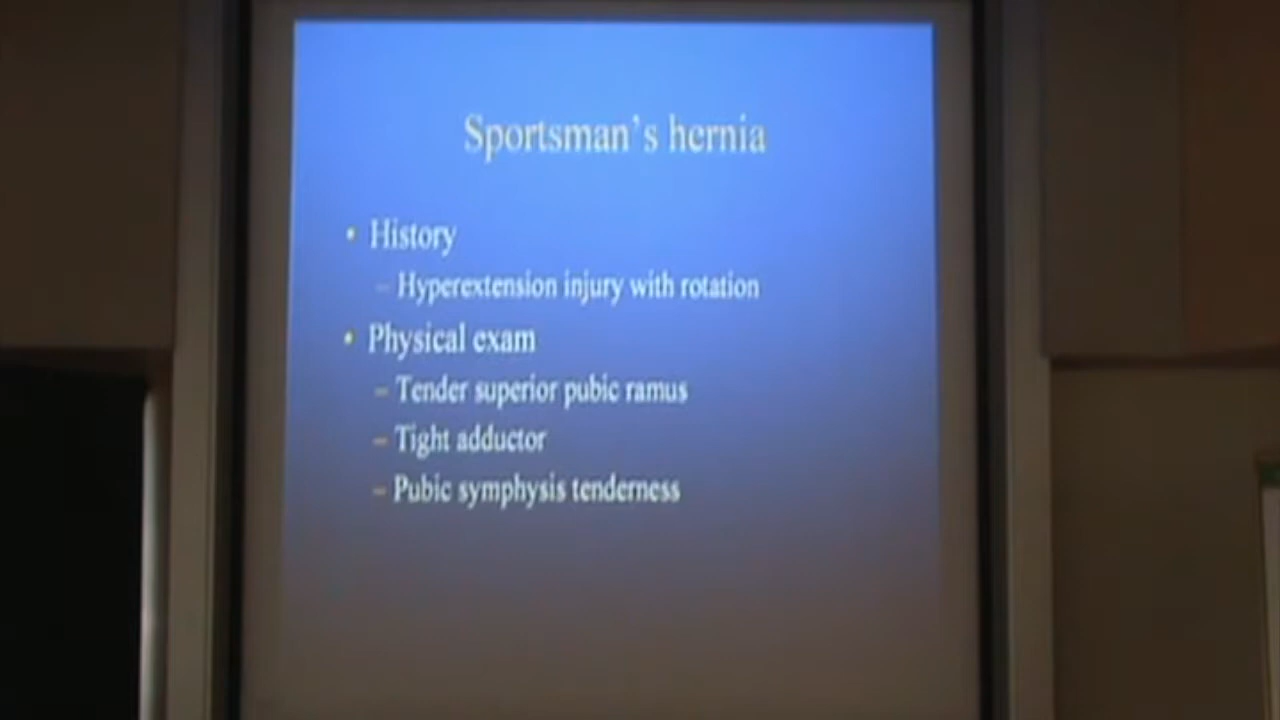 Sportsman's hernia
• History
– Hyperextension injury with rotation
• Physical exam
– Tender superior pubic ramus
– Tight adductor
– Pubic symphysis tenderness